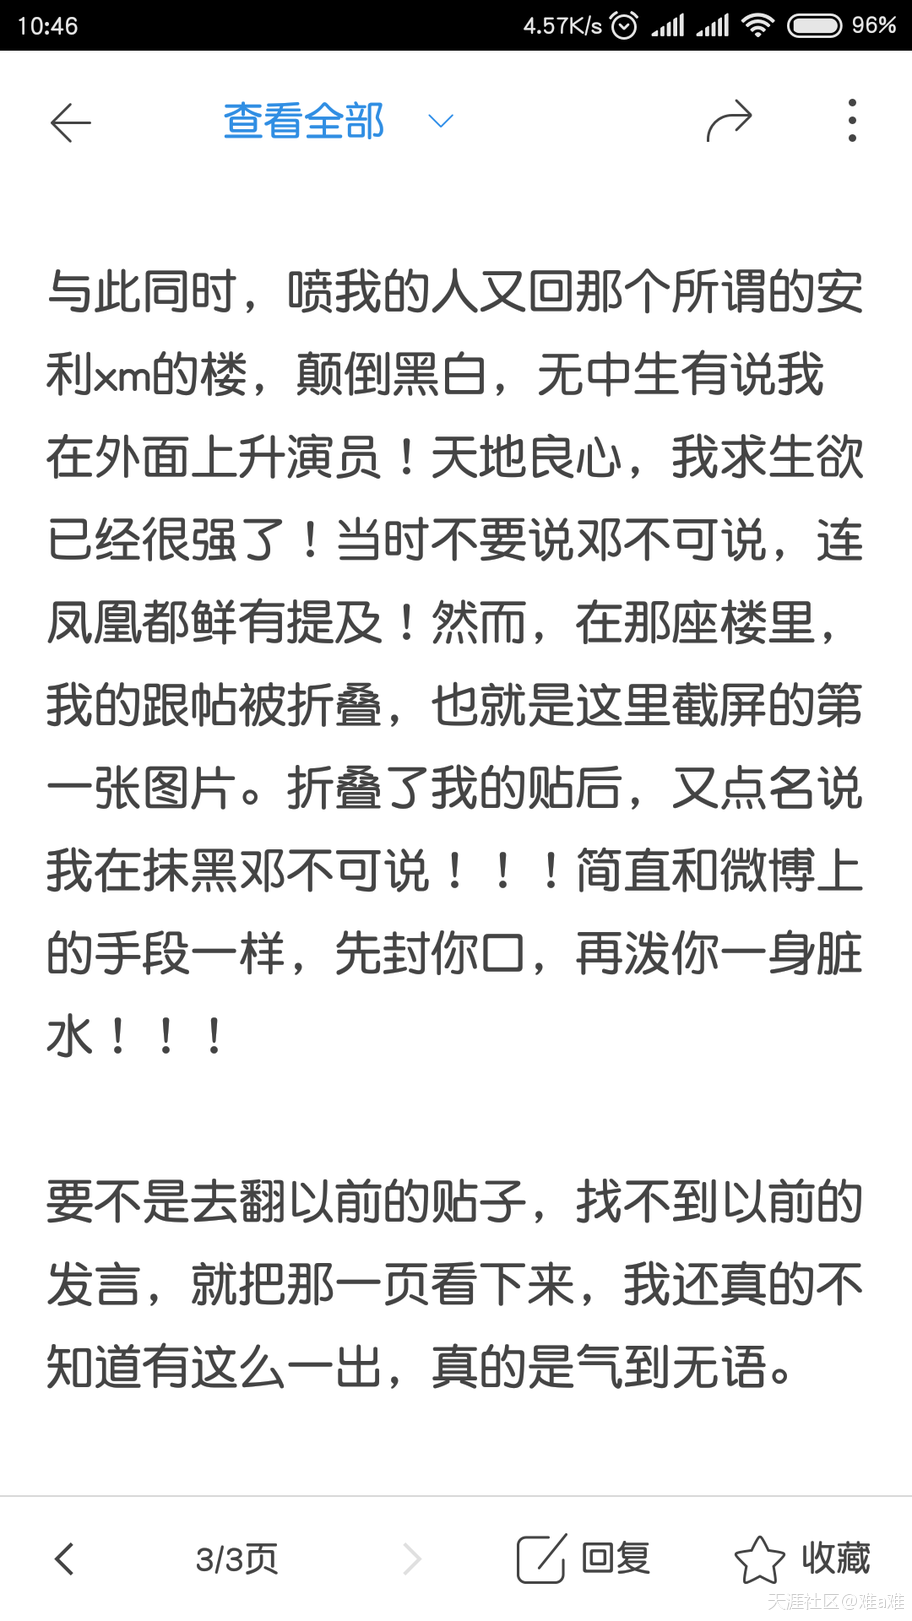 10:46 4.57K/s 96%
查看全部
与此同时，喷我的人又回那个所谓的安
利xm的楼，颠倒黑白，无中生有说我
在外面上升演员！天地良心，我求生欲
已经很强了！当时不要说邓不可说，连
凤凰都鲜有提及！然而，在那座楼里，
我的跟帖被折叠，也就是这里截屏的第
一张图片。折叠了我的贴后，又点名说
我在抹黑邓不可说！！！简直和微博上
的手段一样，先封你口，再泼你一身脏
水！！！
要不是去翻以前的贴子，找不到以前的
发言，就把那一页看下来，我还真的不
知道有这么一出，真的是气到无语。
3/3页 回复 收藏
天涯社区@难a难